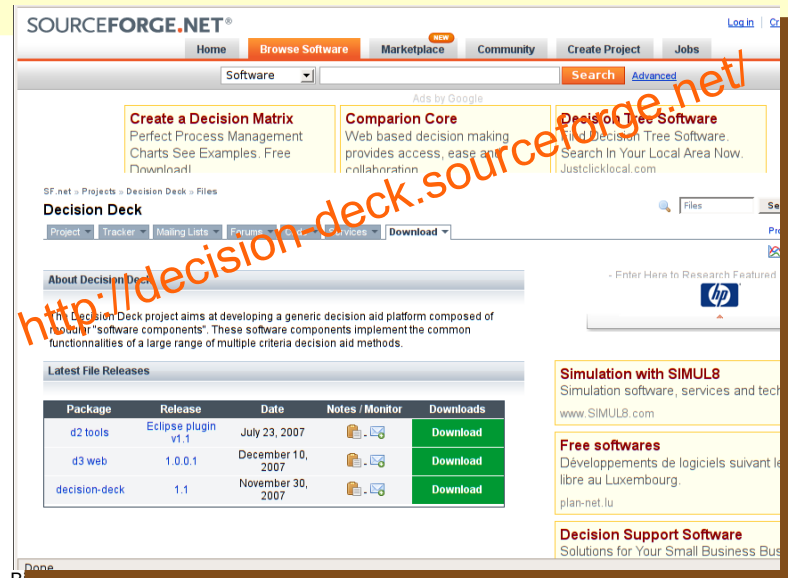 SOURCEFORGE.NET®
Log in
Home Browse Software Marketplace NEW Community Create Project Jobs
Software Search Advanced
Ads by Google
Create a Decision Matrix
Perfect Process Management
Charts See Examples. Free
Download!
Comparion Core
Web based decision making
provides access, ease and
collaboration
Decision Tree Software
Find Decision Tree Software.
Search In Your Local Area Now.
Justclicklocal.com
http://decision-deck.sourceforge.net/
SF.net » Projects » Decision Deck » Files
Decision Deck
Files
Project Tracker Mailing Lists Forums Code Services Download
About Decision Deck
- Enter Here to Research Featured
hp
The Decision Deck project aims at developing a generic decision aid platform composed of
modular "software components". These software components implement the common
functionnalities of a large range of multiple criteria decision aid methods.
Latest File Releases
Package Release Date Notes / Monitor Downloads
d2 tools Eclipse plugin v1.1 July 23, 2007 - Download
d3 web 1.0.0.1 December 10, 2007 - Download
decision-deck 1.1 November 30, 2007 - Download
Simulation with SIMUL8
Simulation software, services and tech
www.SIMUL8.com
Free softwares
Développements de logiciels suivant le
libre au Luxembourg.
plan-net.lu
Decision Support Software
Solutions for Your Small Business Bus
Done